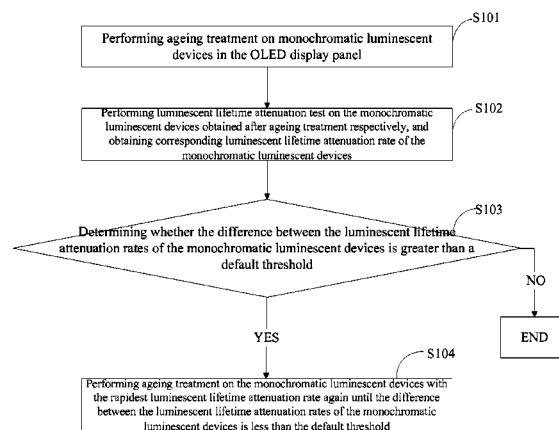 S101
Performing ageing treatment on monochromatic luminescent
devices in the OLED display panel
S102
Performing luminescent lifetime attenuation test on the monochromatic
luminescent devices obtained after ageing treatment respectively, and
obtaining corresponding luminescent lifetime attenuation rate of the
monochromatic luminescent devices
S103
Determining whether the difference between the luminescent lifetime
attenuation rates of the monochromatic luminescent devices is greater than a
default threshold
NO
END
YES
S104
Performing ageing treatment on the monochromatic luminescent devices with
the rapidest luminescent lifetime attenuation rate again until the difference
between the luminescent lifetime attenuation rates of the monochromatic
luminescent devices is less than the default threshold